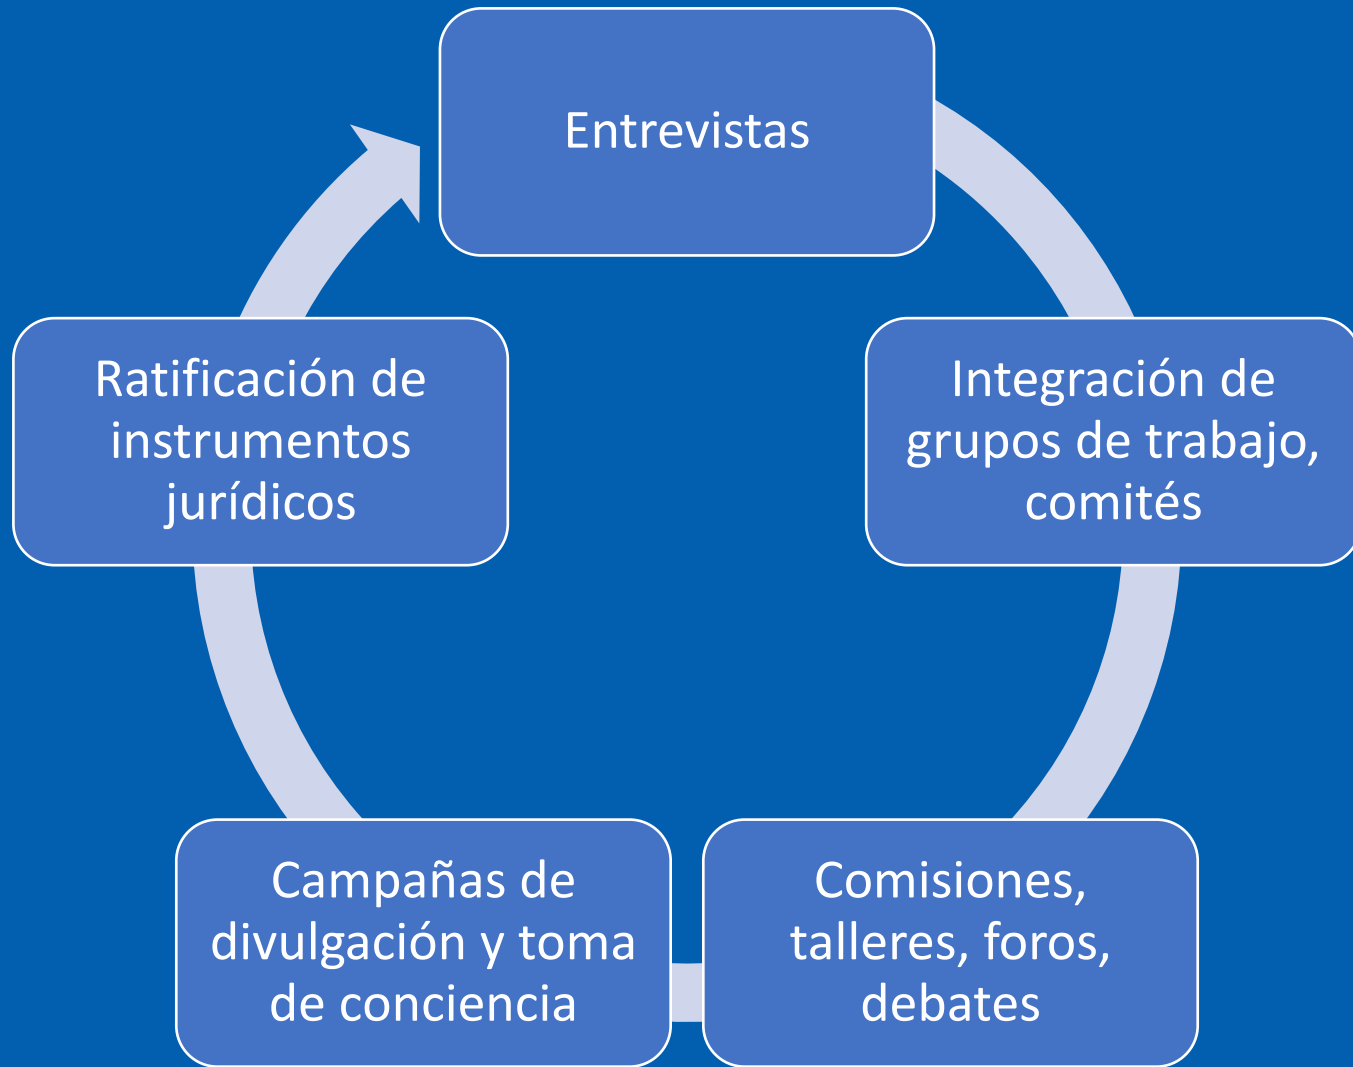 Entrevistas
Integración de
grupos de trabajo,
comités
Comisiones,
talleres, foros,
debates
Campañas de
divulgación y toma
de conciencia
Ratificación de
instrumentos
jurídicos